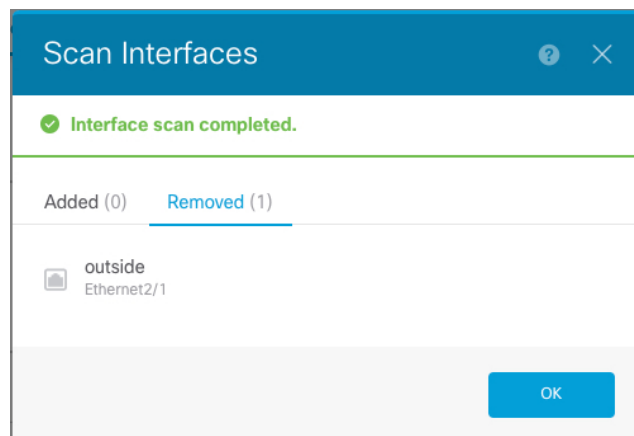 Scan Interfaces
Interface scan completed.
Added (0) Removed (1)
outside
Ethernet2/1
OK